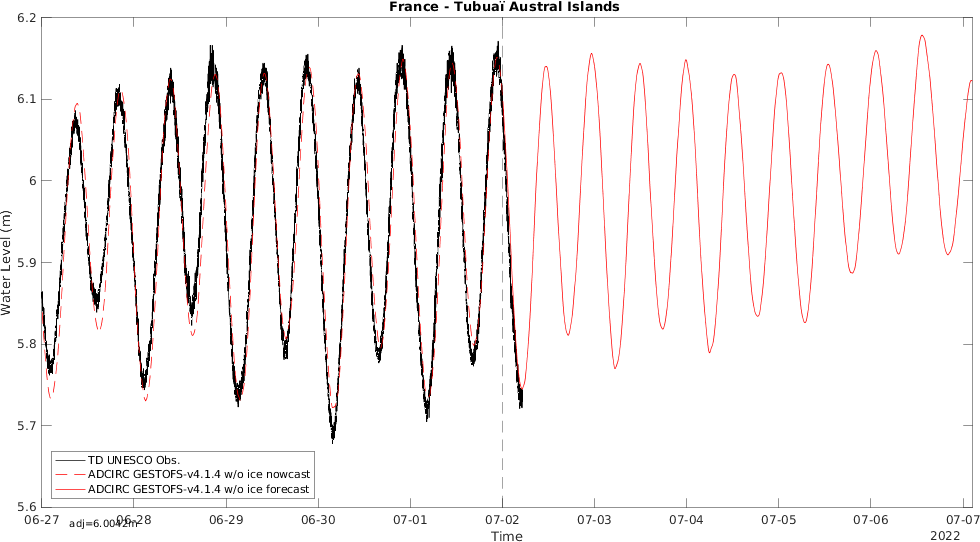 France - Tubuaï Austral Islands
6.2
6.1
6
5.9
5.8
5.7
5.6
Water Level (m)
TD UNESCO Obs.
ADCIRC GESTOFS-v4.1.4 w/o ice nowcast
ADCIRC GESTOFS-v4.1.4 w/o ice forecast
06-27 06-28 06-29 06-30 07-01 07-02 07-03 07-04 07-05 07-06 07-07
adj=6.0042m
Time
2022